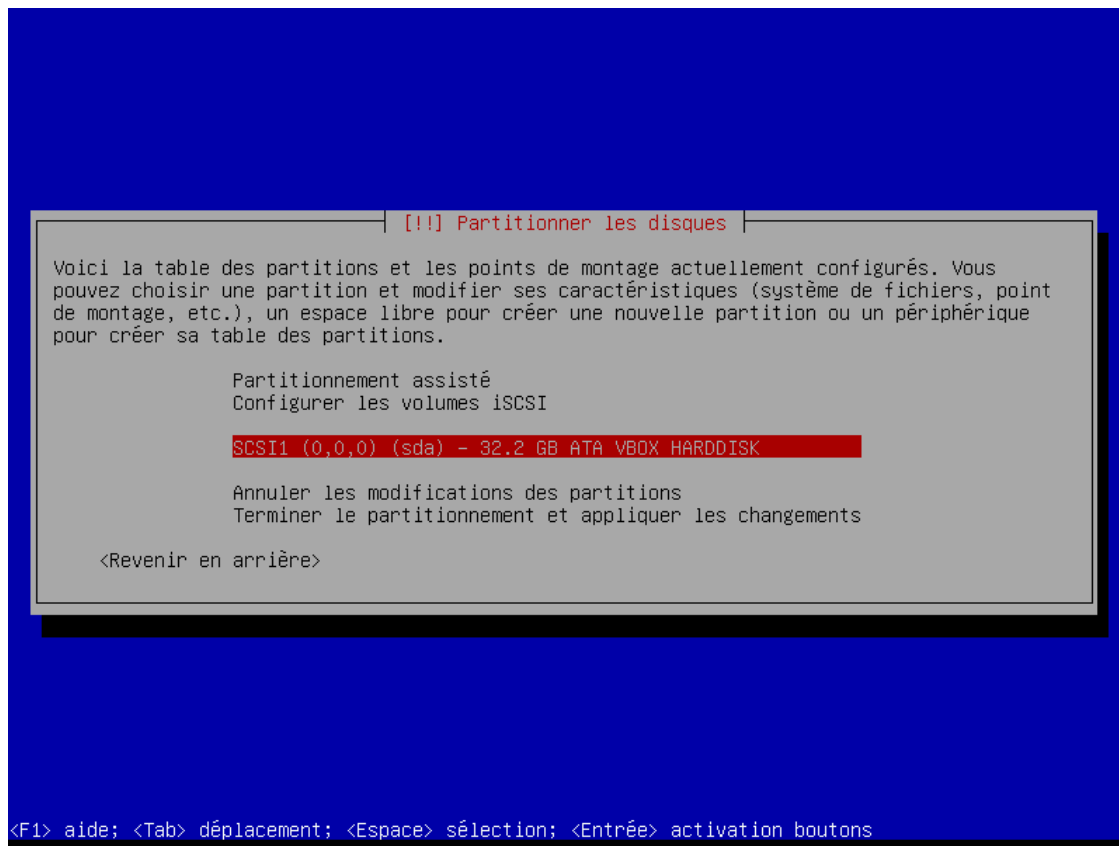 [!!] Partitionner les disques
Voici la table des partitions et les points de montage actuellement configurés. Vous
pouvez choisir une partition et modifier ses caractéristiques (système de fichiers, point
de montage, etc.), un espace libre pour créer une nouvelle partition ou un périphérique
pour créer sa table des partitions.
Partitionnement assisté
Configurer les volumes iSCSI
SCSI1 (0,0,0) (sda) – 32.2 GB ATA VBOX HARDDISK
Annuler les modifications des partitions
Terminer le partitionnement et appliquer les changements
<Revenir en arrière>
<F1> aide; <Tab> déplacement; <Espace> sélection; <Entrée> activation boutons